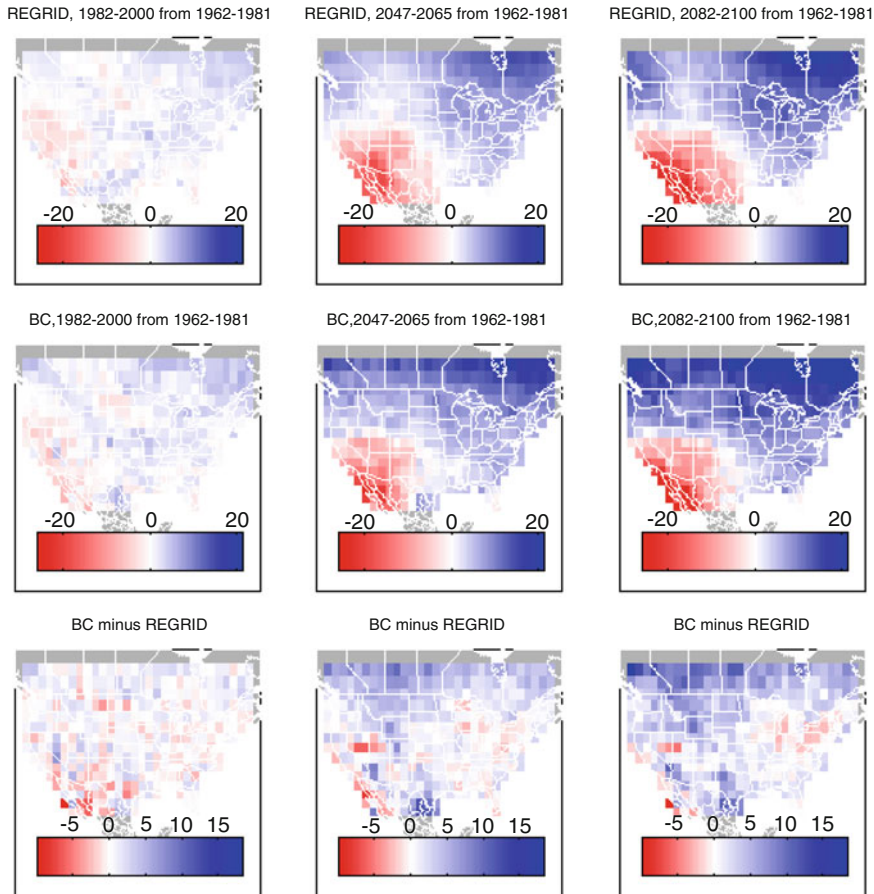 REGRID, 1982-2000 from 1962-1981
REGRID, 2047-2065 from 1962-1981
REGRID, 2082-2100 from 1962-1981
-20 0 20
-20 0 20
-20 0 20
BC,1982-2000 from 1962-1981
BC,2047-2065 from 1962-1981
BC,2082-2100 from 1962-1981
-20 0 20
-20 0 20
-20 0 20
BC minus REGRID
BC minus REGRID
BC minus REGRID
-5 0 5 10 15
-5 0 5 10 15
-5 0 5 10 15